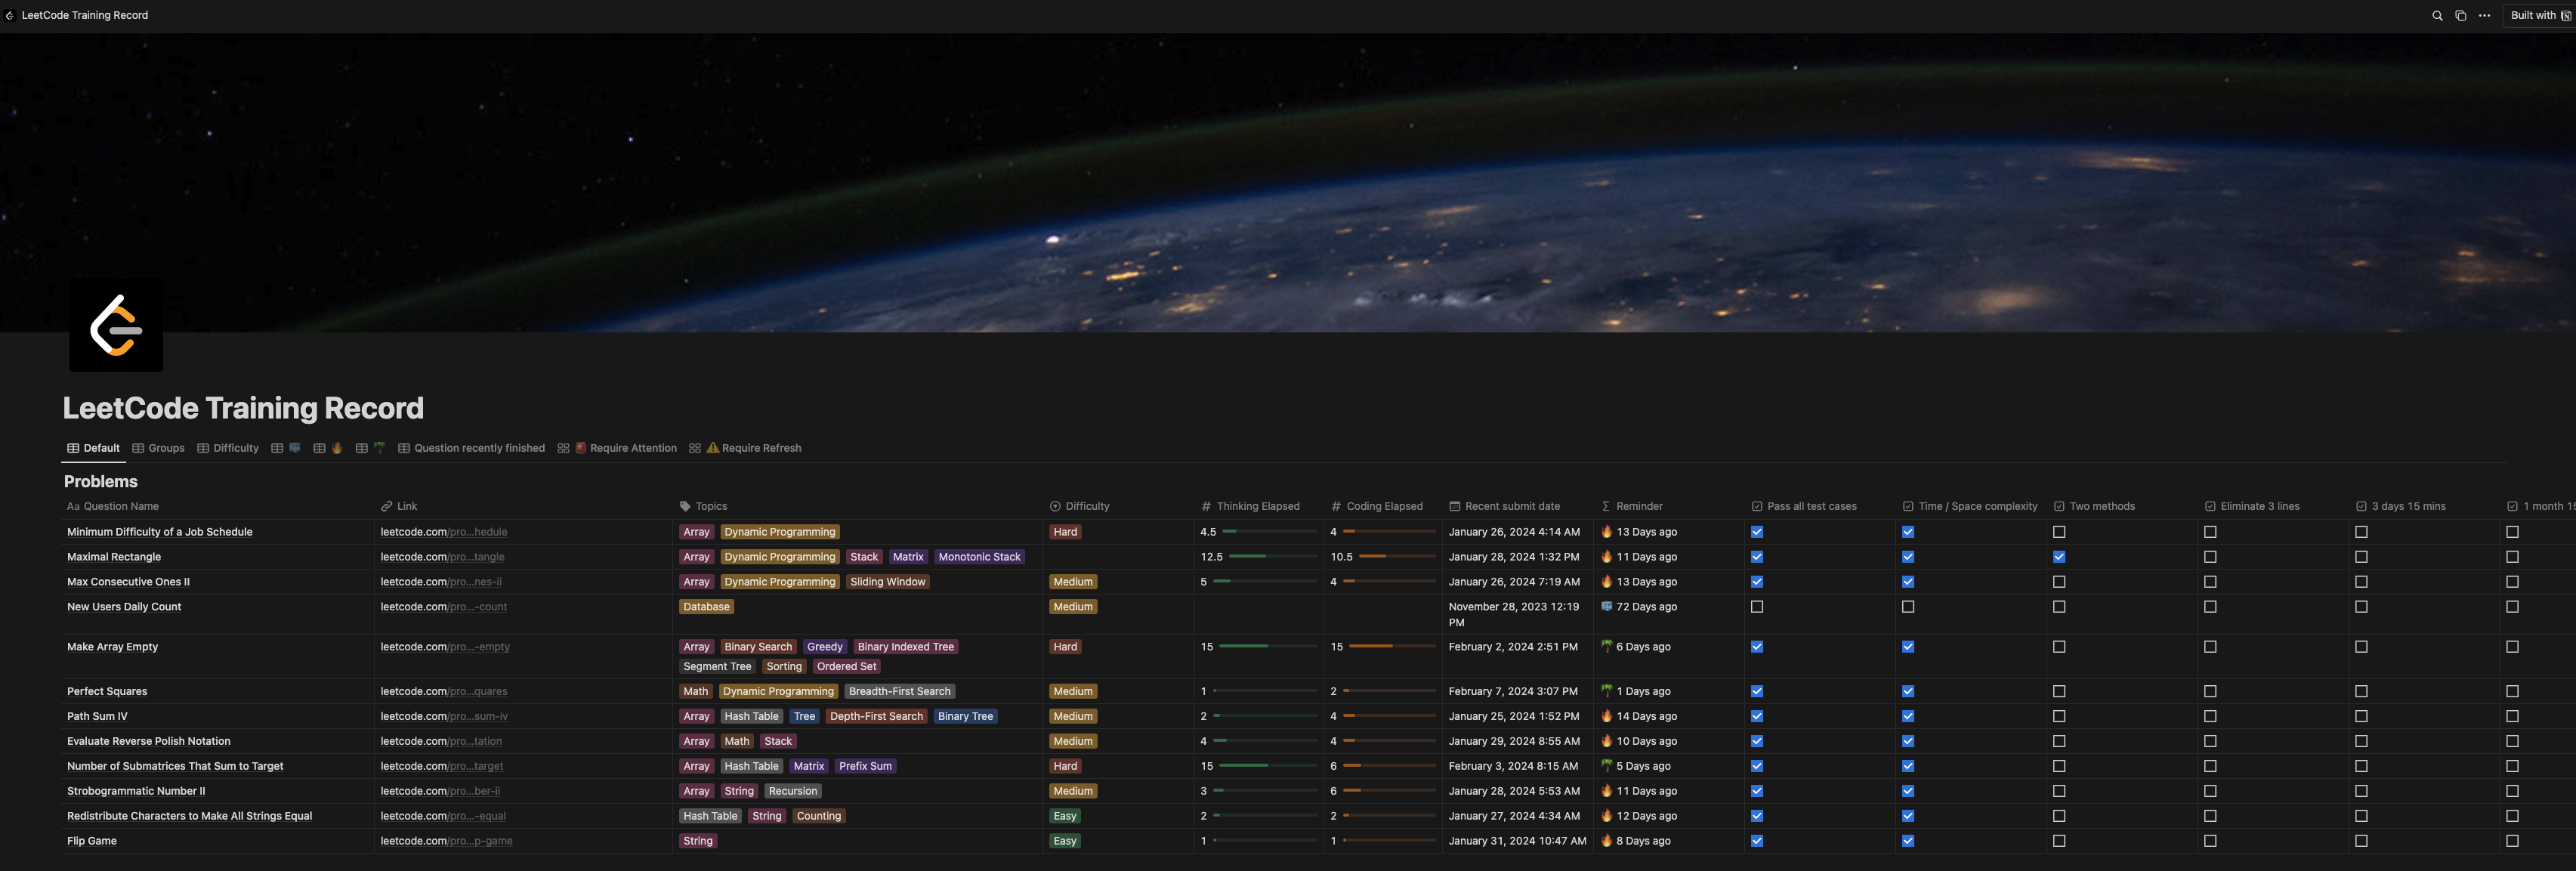 LeetCode Training Record
Built with
LeetCode Training Record
Default Groups Difficulty Question recently finished Require Attention Require Refresh
Problems
Aa Question Name Link Topics Difficulty # Thinking Elapsed # Coding Elapsed Recent submit date Σ Reminder Pass all test cases Time / Space complexity Two methods Eliminate 3 lines 3 days 15 mins 1 month 15
Minimum Difficulty of a Job Schedule leetcode.com/pro...hedule Array Dynamic Programming Hard 4.5 4 January 26, 2024 4:14 AM 🔥 13 Days ago
Maximal Rectangle leetcode.com/pro...tangle Array Dynamic Programming Stack Matrix Monotonic Stack 12.5 10.5 January 28, 2024 1:32 PM 🔥 11 Days ago
Max Consecutive Ones II leetcode.com/pro...nes-ii Array Dynamic Programming Sliding Window Medium 5 4 January 26, 2024 7:19 AM 🔥 13 Days ago
New Users Daily Count leetcode.com/pro...-count Database Medium November 28, 2023 12:19 🥶 72 Days ago
PM
Make Array Empty leetcode.com/pro...-empty Array Binary Search Greedy Binary Indexed Tree Hard 15 15 February 2, 2024 2:51 PM 🌴 6 Days ago
Segment Tree Sorting Ordered Set
Perfect Squares leetcode.com/pro...quares Math Dynamic Programming Breadth-First Search Medium 1 2 February 7, 2024 3:07 PM 🌴 1 Days ago
Path Sum IV leetcode.com/pro...sum-iv Array Hash Table Tree Depth-First Search Binary Tree Medium 2 4 January 25, 2024 1:52 PM 🔥 14 Days ago
Evaluate Reverse Polish Notation leetcode.com/pro...tation Array Math Stack Medium 4 4 January 29, 2024 8:55 AM 🔥 10 Days ago
Number of Submatrices That Sum to Target leetcode.com/pro...target Array Hash Table Matrix Prefix Sum Hard 15 6 February 3, 2024 8:15 AM 🌴 5 Days ago
Strobogrammatic Number II leetcode.com/pro...ber-ii Array String Recursion Medium 3 6 January 28, 2024 5:53 AM 🔥 11 Days ago
Redistribute Characters to Make All Strings Equal leetcode.com/pro...-equal Hash Table String Counting Easy 2 2 January 27, 2024 4:34 AM 🔥 12 Days ago
Flip Game leetcode.com/pro...p-game String Easy 1 1 January 31, 2024 10:47 AM 🔥 8 Days ago